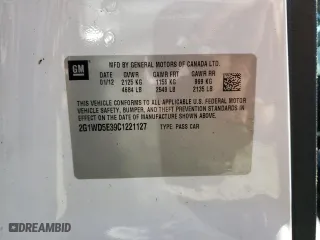 GM
MFD BY GENERAL MOTORS OF CANADA LTD.
DATE GVWR GAWR FRT GAWR RR
01/12 2125 KG 1156 KG 969 KG
4684 LB 2549 LB 2135 LB
THIS VEHICLE CONFORMS TO ALL APPLICABLE U.S. FEDERAL MOTOR
VEHICLE SAFETY, BUMPER, AND THEFT PREVENTION STANDARDS IN
EFFECT ON THE DATE OF MANUFACTURE SHOWN ABOVE.
2G1WD5E39C1221127 TYPE: PASS CAR
© AUTOBIDMASTER
DREAMBID